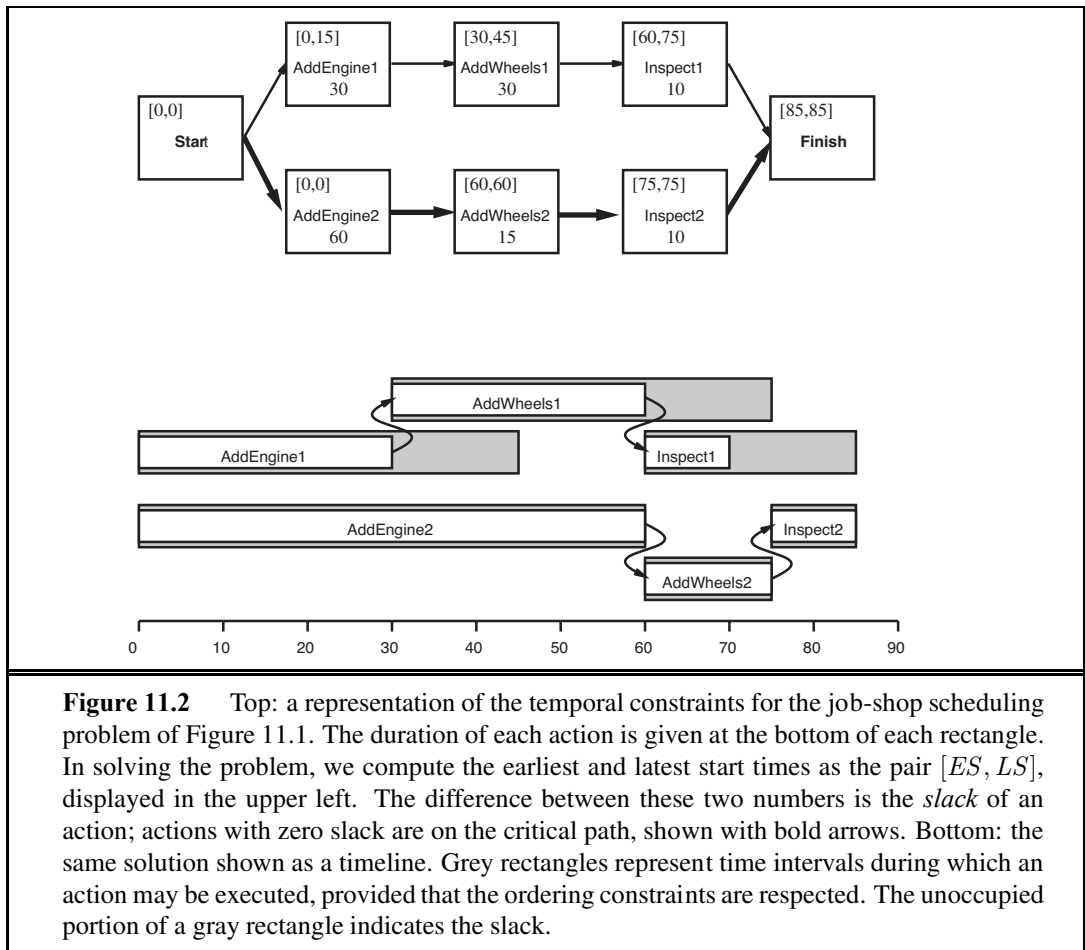 [0,15]
AddEngine1
30
[30,45]
AddWheels1
30
[60,75]
Inspect1
10
[0,0]
Start
[85,85]
Finish
[0,0]
AddEngine2
60
[60,60]
AddWheels2
15
[75,75]
Inspect2
10
AddWheels1
AddEngine1
Inspect1
AddEngine2
Inspect2
AddWheels2
0 10 20 30 40 50 60 70 80 90
Figure 11.2 Top: a representation of the temporal constraints for the job-shop scheduling
problem of Figure 11.1. The duration of each action is given at the bottom of each rectangle.
In solving the problem, we compute the earliest and latest start times as the pair [ES, LS],
displayed in the upper left. The difference between these two numbers is the slack of an
action; actions with zero slack are on the critical path, shown with bold arrows. Bottom: the
same solution shown as a timeline. Grey rectangles represent time intervals during which an
action may be executed, provided that the ordering constraints are respected. The unoccupied
portion of a gray rectangle indicates the slack.